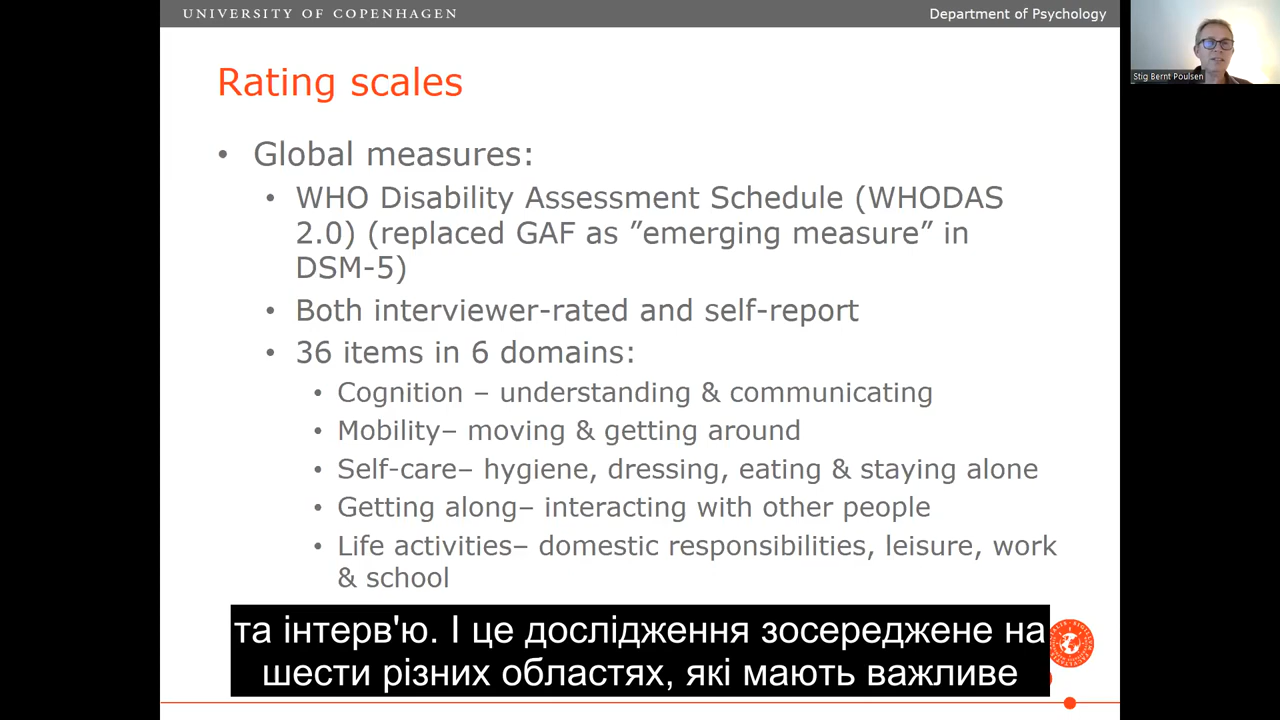 UNIVERSITY OF COPENHAGEN
Department of Psychology
Stig Bernt Poulsen
Rating scales
• Global measures:
• WHO Disability Assessment Schedule (WHODAS
2.0) (replaced GAF as ”emerging measure” in
DSM-5)
• Both interviewer-rated and self-report
• 36 items in 6 domains:
• Cognition – understanding & communicating
• Mobility– moving & getting around
• Self-care– hygiene, dressing, eating & staying alone
• Getting along– interacting with other people
• Life activities– domestic responsibilities, leisure, work
& school
та інтерв'ю. І це дослідження зосереджене на
шести різних областях, які мають важливе